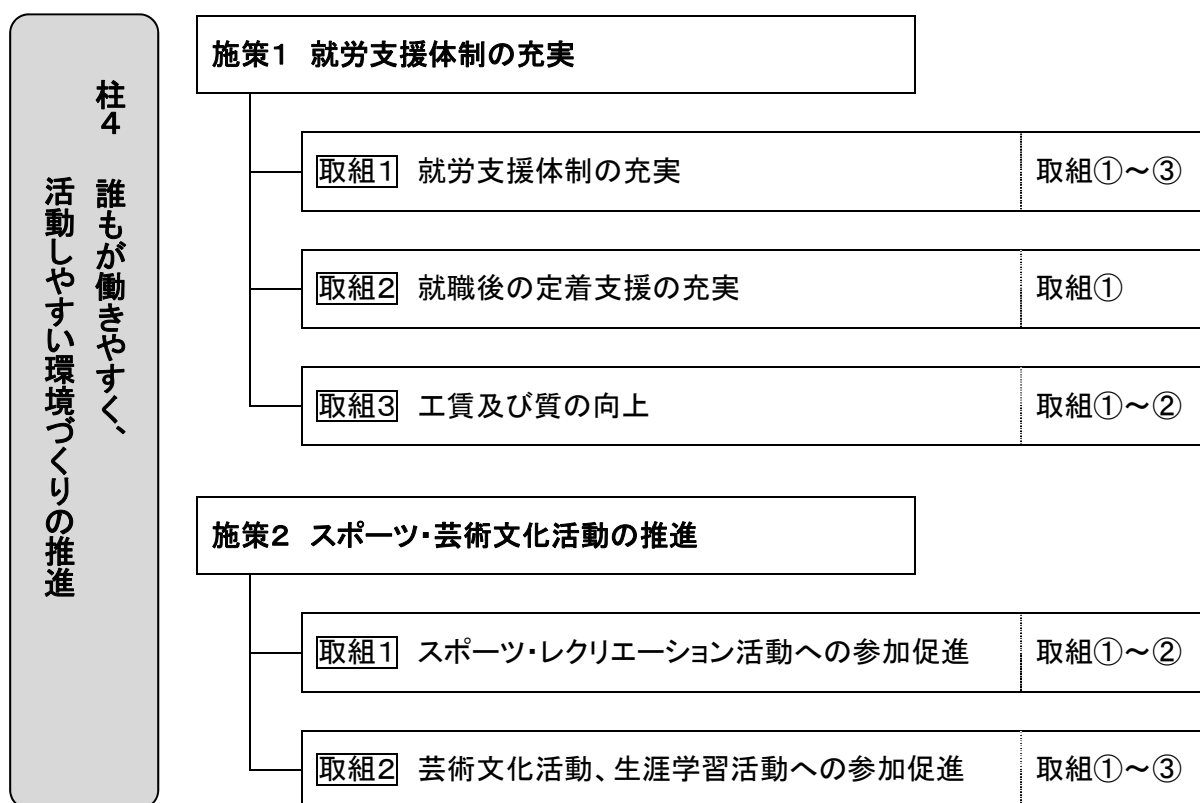 柱4　誰もが働きやすく、
活動しやすい環境づくりの推進
施策1　就労支援体制の充実
取組1　就労支援体制の充実　取組①～③
取組2　就職後の定着支援の充実　取組①
取組3　工賃及び質の向上　取組①～②
施策2　スポーツ・芸術文化活動の推進
取組1　スポーツ・レクリエーション活動への参加促進　取組①～②
取組2　芸術文化活動、生涯学習活動への参加促進　取組①～③